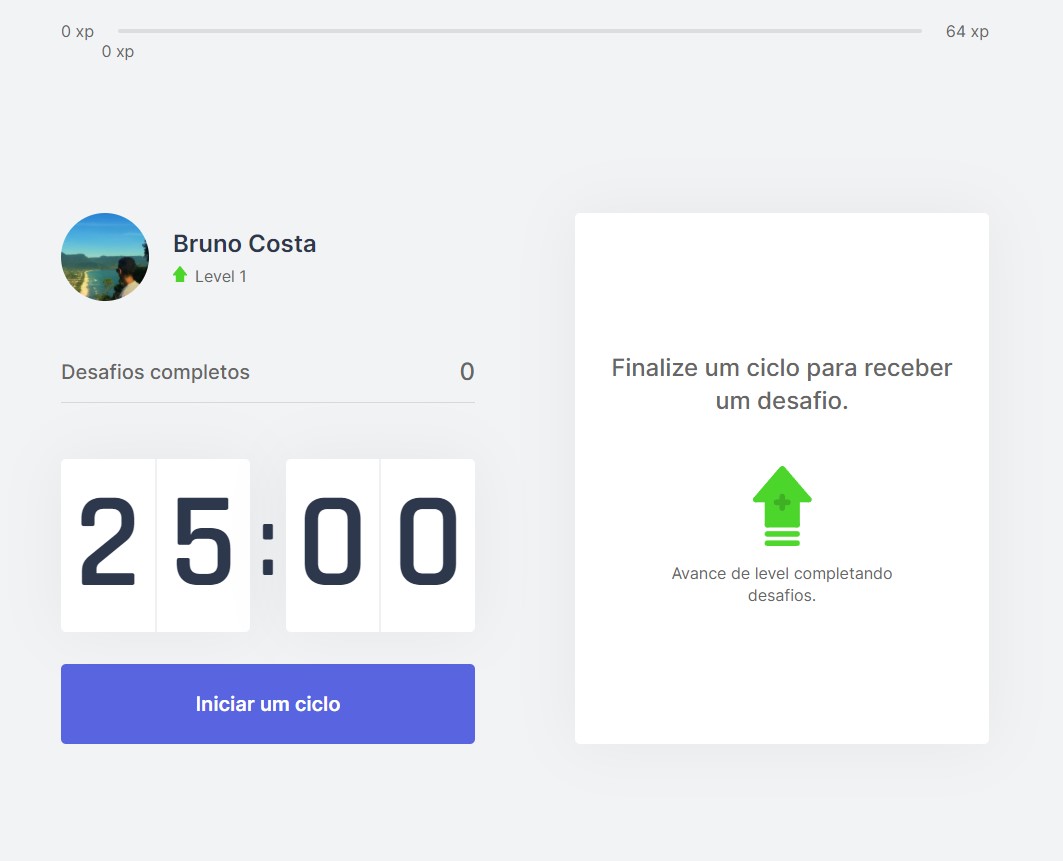 0 xp
64 xp
0 xp
Bruno Costa
Level 1
Desafios completos
0
25:00
Iniciar um ciclo
Finalize um ciclo para receber
um desafio.
Avance de level completando
desafios.